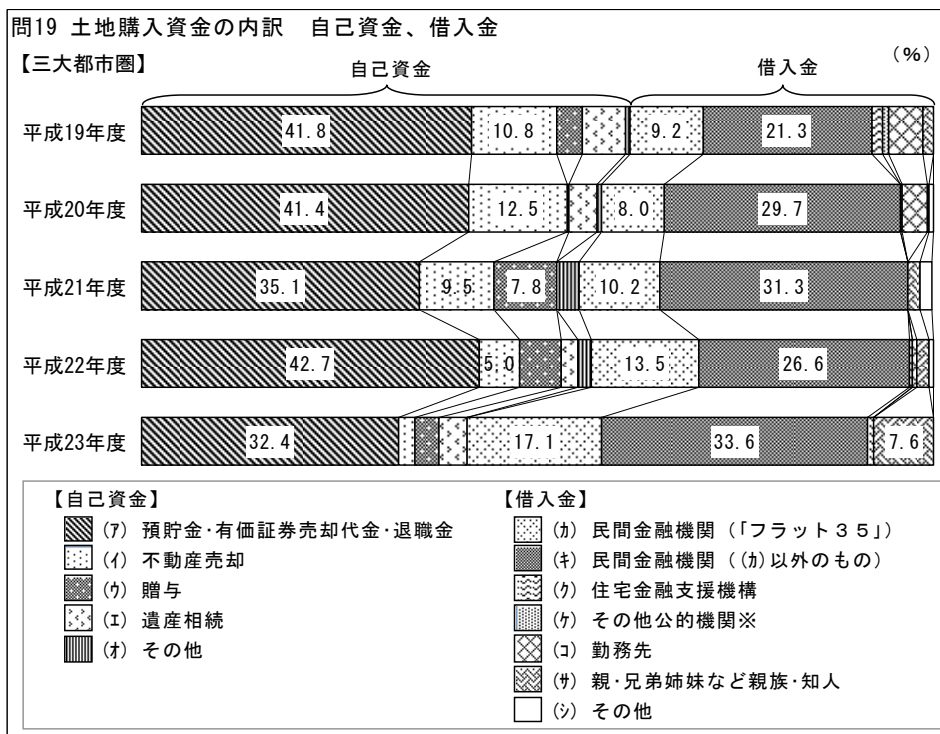 問19 土地購入資金の内訳　自己資金、借入金
【三大都市圏】
(%)
自己資金 借入金
平成19年度 41.8 10.8 9.2 21.3
平成20年度 41.4 12.5 8.0 29.7
平成21年度 35.1 9.5 7.8 10.2 31.3
平成22年度 42.7 5.0 13.5 26.6
平成23年度 32.4 17.1 33.6 7.6
【自己資金】
(ｱ) 預貯金･有価証券売却代金･退職金
(ｲ) 不動産売却
(ｳ) 贈与
(ｴ) 遺産相続
(ｵ) その他
【借入金】
(ｶ) 民間金融機関（｢フラット３５｣）
(ｷ) 民間金融機関（(ｶ)以外のもの）
(ｸ) 住宅金融支援機構
(ｹ) その他公的機関※
(ｺ) 勤務先
(ｻ) 親･兄弟姉妹など親族･知人
(ｼ) その他